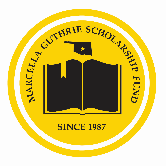 MARCELLA GUTHRIE SCHOLARSHIP FUND
SINCE 1987